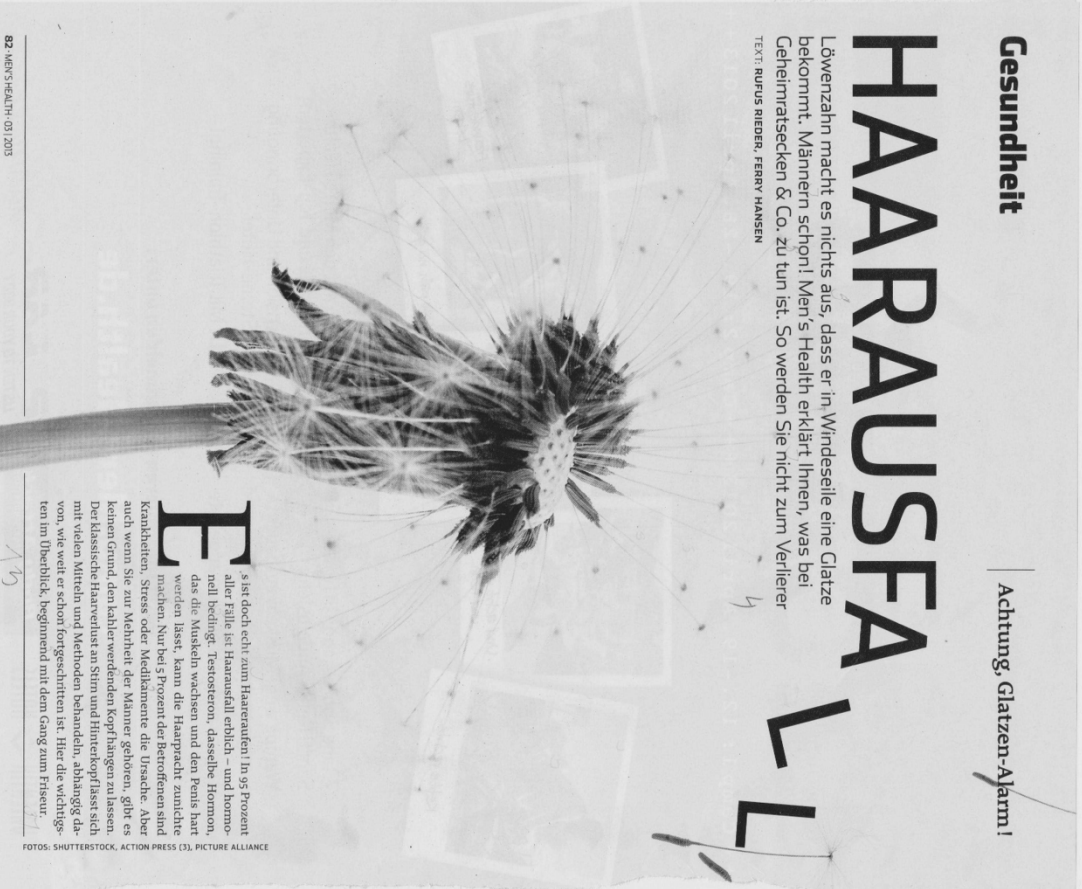 Gesundheit
Achtung, Glatzen-Alarm!
HAARAUSFALL
Löwenzahn macht es nichts aus, dass er in Windeseile eine Glatze
bekommt. Männern schon! Men's Health erklärt Ihnen, was bei
Geheimratsecken & Co. zu tun ist. So werden Sie nicht zum Verlierer
TEXT: RUFUS RIEDER, FERRY HANSEN
Es ist doch echt zum Haareraufen! In 95 Prozent
aller Fälle ist Haarausfall erblich – und hormo-
nell bedingt. Testosteron, dasselbe Hormon,
das die Muskeln wachsen und den Penis hart
werden lässt, kann die Haarpracht zunichte
machen. Nur bei 5 Prozent der Betroffenen sind
Krankheiten, Stress oder Medikamente die Ursache. Aber
auch wenn Sie zur Mehrheit der Männer gehören, gibt es
keinen Grund, den kahler werdenden Kopf hängen zu lassen.
Der klassische Haarverlust an Stirn und Hinterkopf lässt sich
mit vielen Mitteln und Methoden behandeln, abhängig da-
von, wie weit er schon fortgeschritten ist. Hier die wichtigs-
ten im Überblick, beginnend mit dem Gang zum Friseur.
82 · MEN'S HEALTH · 03 | 2013
FOTOS: SHUTTERSTOCK, ACTION PRESS (3), PICTURE ALLIANCE